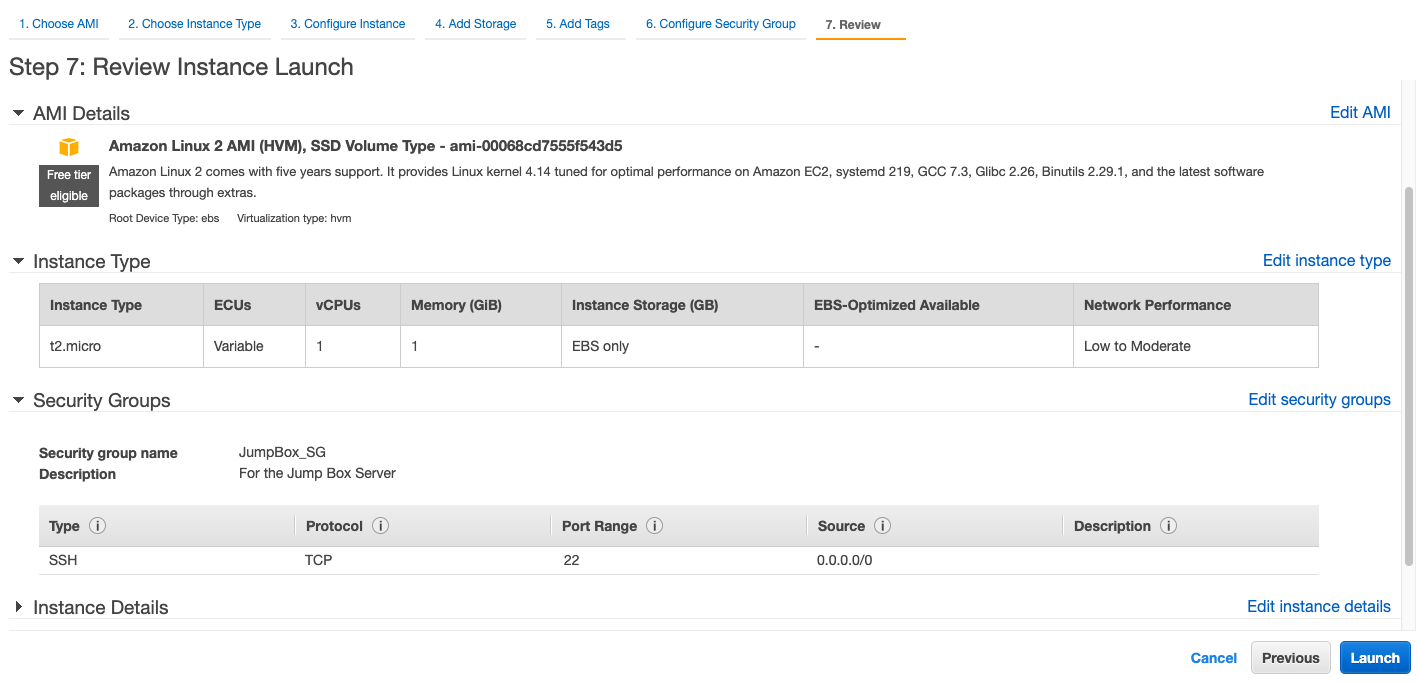 1. Choose AMI 2. Choose Instance Type 3. Configure Instance 4. Add Storage 5. Add Tags 6. Configure Security Group 7. Review
Step 7: Review Instance Launch
AMI Details Edit AMI
Amazon Linux 2 AMI (HVM), SSD Volume Type - ami-00068cd7555f543d5
Free tier eligible
Amazon Linux 2 comes with five years support. It provides Linux kernel 4.14 tuned for optimal performance on Amazon EC2, systemd 219, GCC 7.3, Glibc 2.26, Binutils 2.29.1, and the latest software
packages through extras.
Root Device Type: ebs Virtualization type: hvm
Instance Type Edit instance type
Instance Type ECUs vCPUs Memory (GiB) Instance Storage (GB) EBS-Optimized Available Network Performance
t2.micro Variable 1 1 EBS only - Low to Moderate
Security Groups Edit security groups
Security group name JumpBox_SG
Description For the Jump Box Server
Type i Protocol i Port Range i Source i Description i
SSH TCP 22 0.0.0.0/0
Instance Details Edit instance details
Cancel Previous Launch